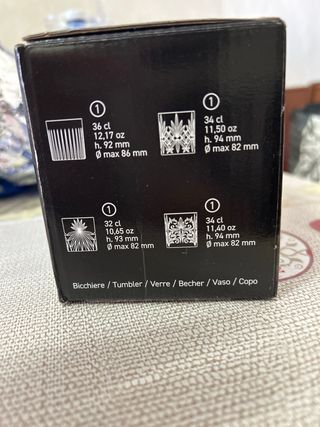 ①
36 cl
12,17 oz
h. 92 mm
Ø max 86 mm
①
34 cl
11,50 oz
h. 94 mm
Ø max 82 mm
①
32 cl
10,65 oz
h. 93 mm
Ø max 82 mm
①
34 cl
11,40 oz
h. 94 mm
Ø max 82 mm
Bicchiere / Tumbler / Verre / Becher / Vaso / Copo